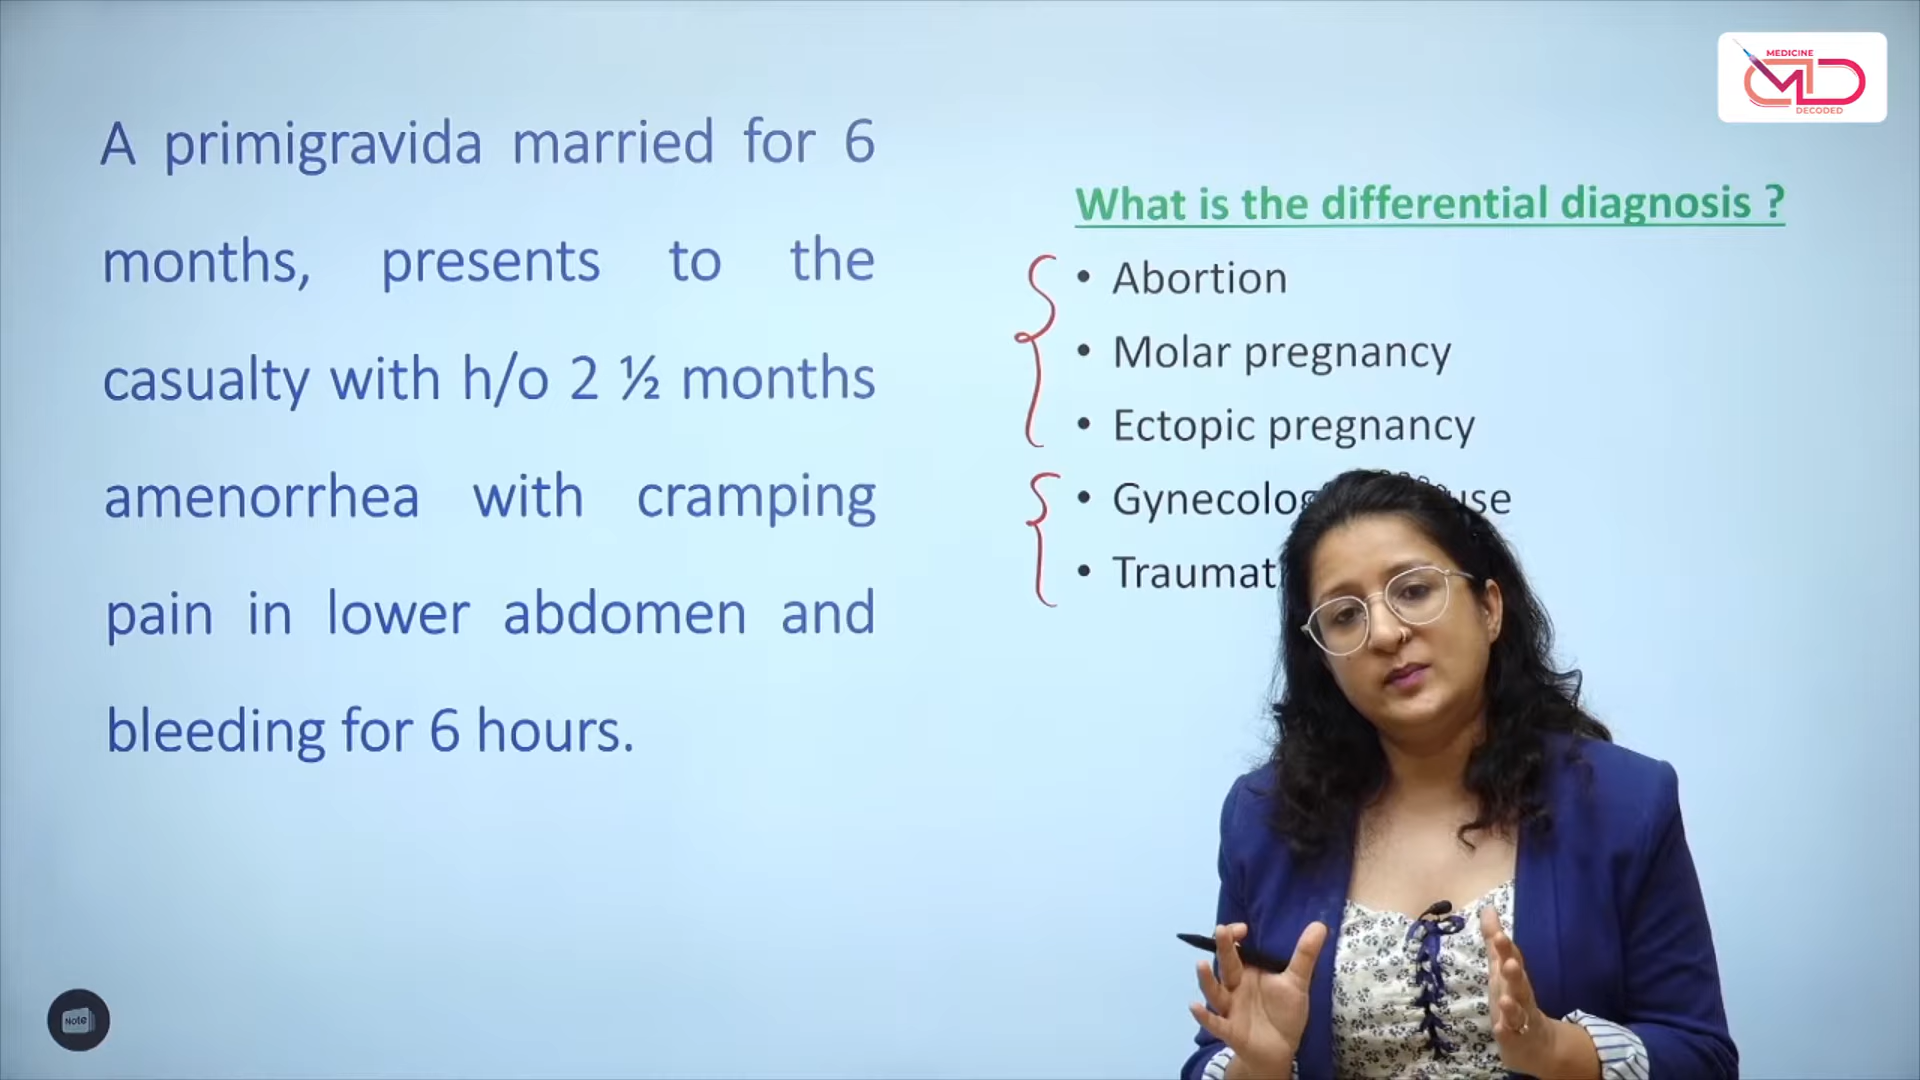 MEDICINE
MD
DECODED
A primigravida married for 6
months, presents to the
casualty with h/o 2 ½ months
amenorrhea with cramping
pain in lower abdomen and
bleeding for 6 hours.
What is the differential diagnosis ?
• Abortion
• Molar pregnancy
• Ectopic pregnancy
Note